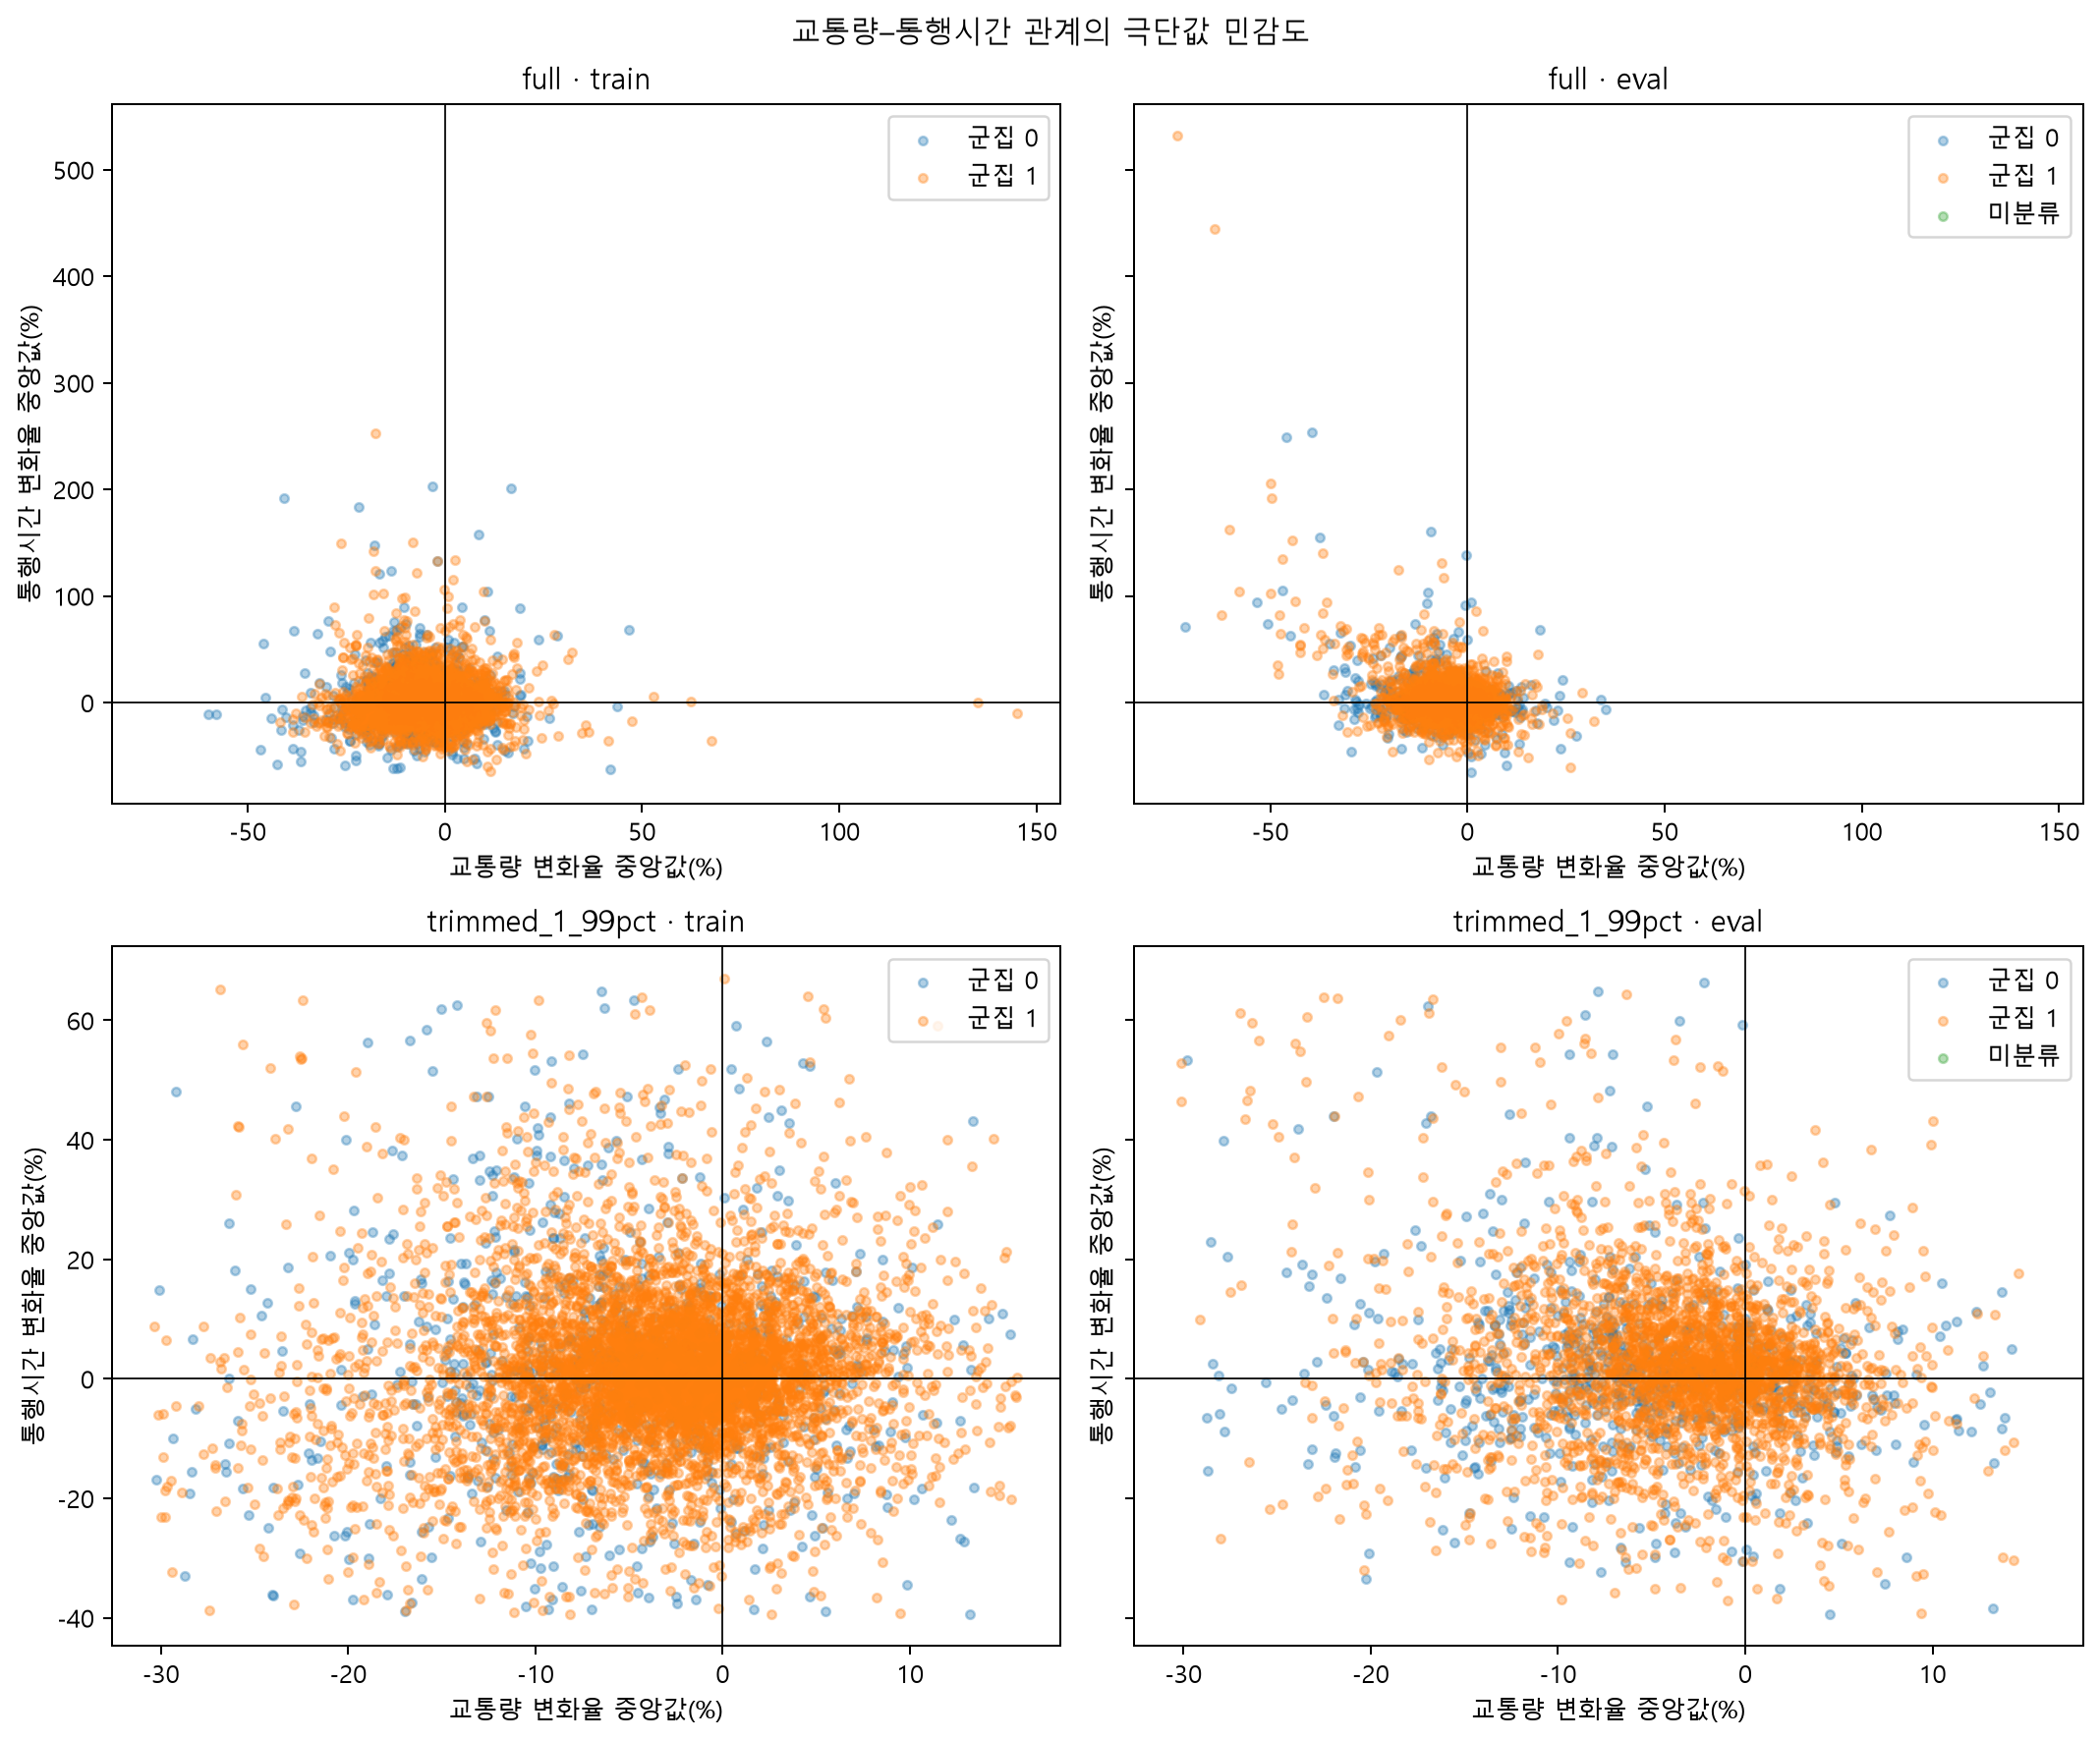 교통량–통행시간 관계의 극단값 민감도
full · train
통행시간 변화율 중앙값(%)
500
400
300
200
100
0
-50
0
50
100
150
교통량 변화율 중앙값(%)
군집 0
군집 1
full · eval
통행시간 변화율 중앙값(%)
-50
0
50
100
150
교통량 변화율 중앙값(%)
군집 0
군집 1
미분류
trimmed_1_99pct · train
통행시간 변화율 중앙값(%)
60
40
20
0
-20
-40
-30
-20
-10
0
10
교통량 변화율 중앙값(%)
군집 0
군집 1
trimmed_1_99pct · eval
통행시간 변화율 중앙값(%)
-30
-20
-10
0
10
교통량 변화율 중앙값(%)
군집 0
군집 1
미분류